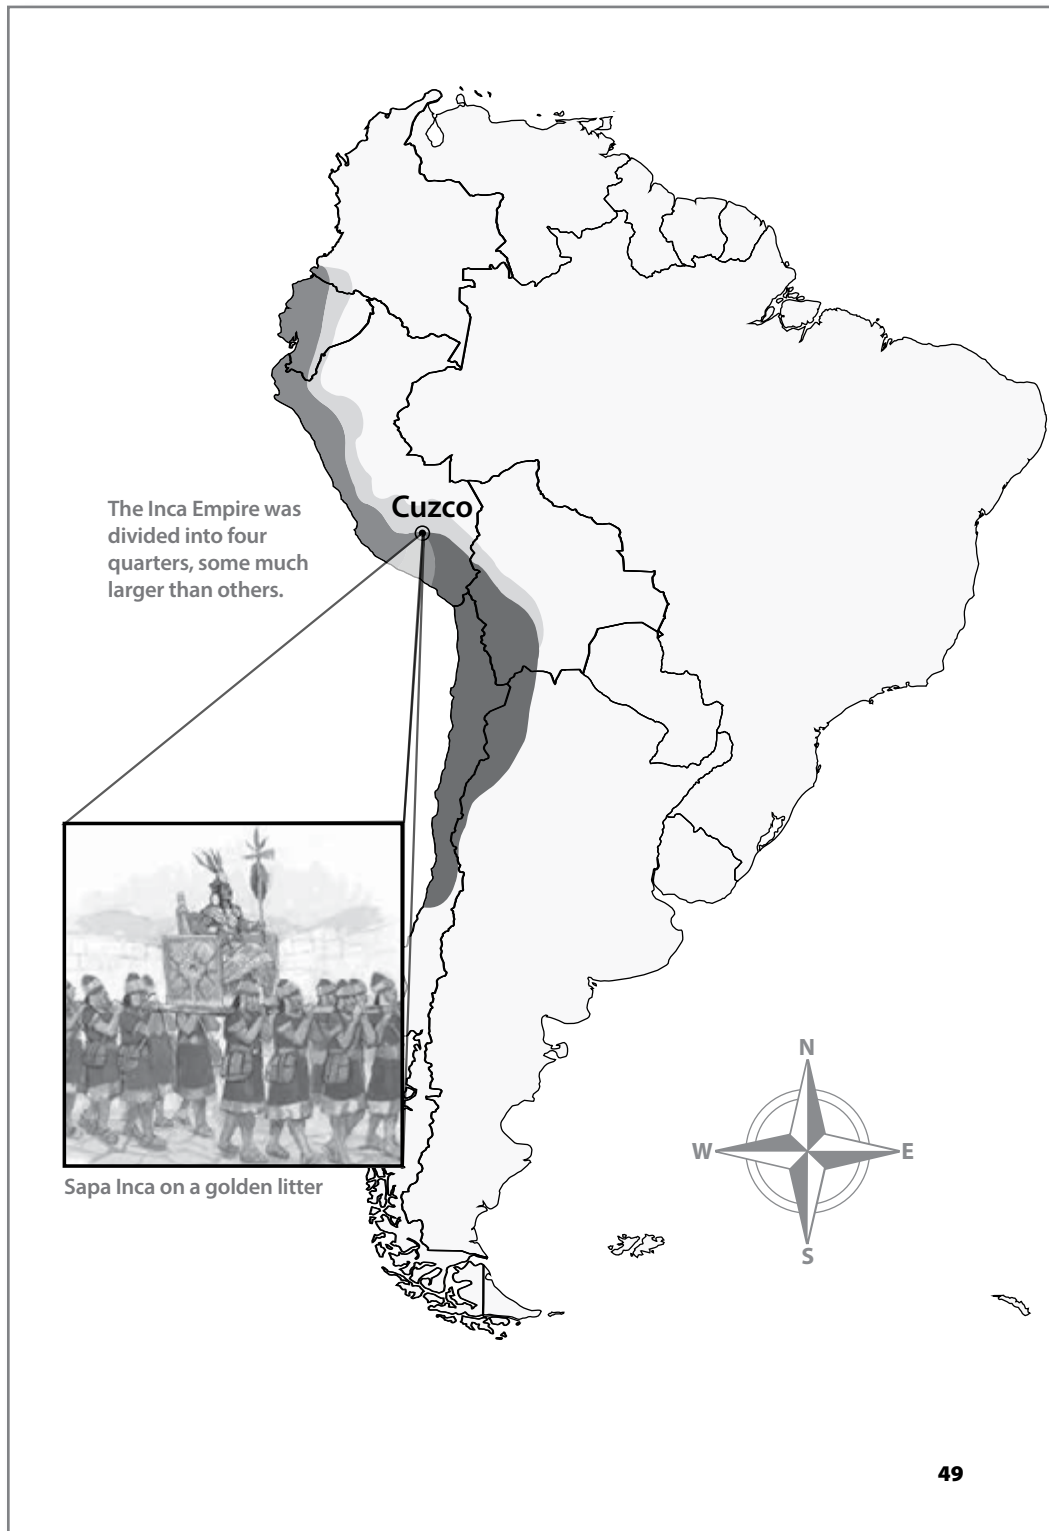 Cuzco
The Inca Empire was
divided into four
quarters, some much
larger than others.
N
W
E
S
Sapa Inca on a golden litter
49